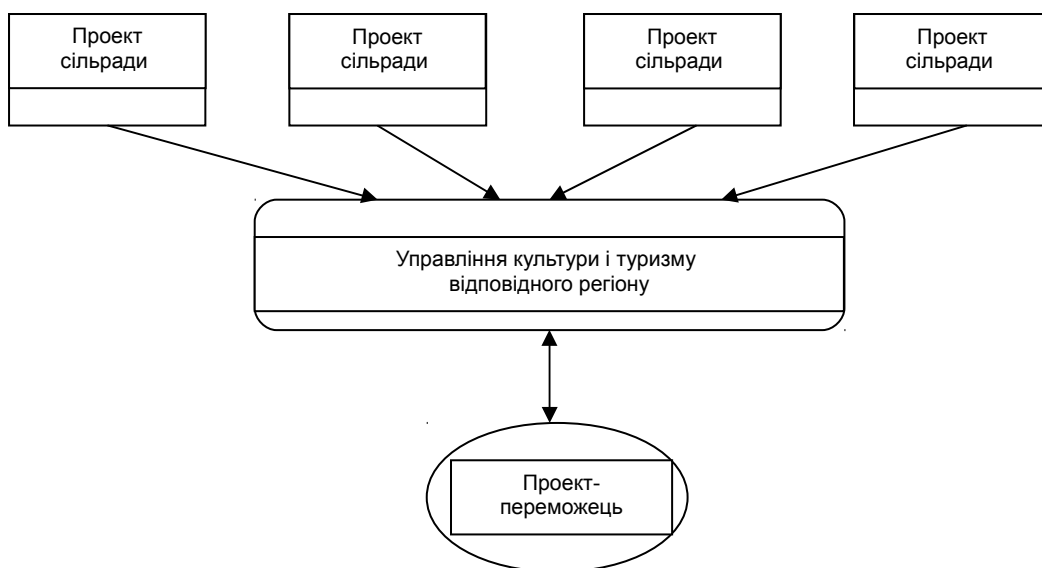 Проект
сільради
Проект
сільради
Проект
сільради
Проект
сільради
Управління культури і туризму
відповідного регіону
Проект-
переможець